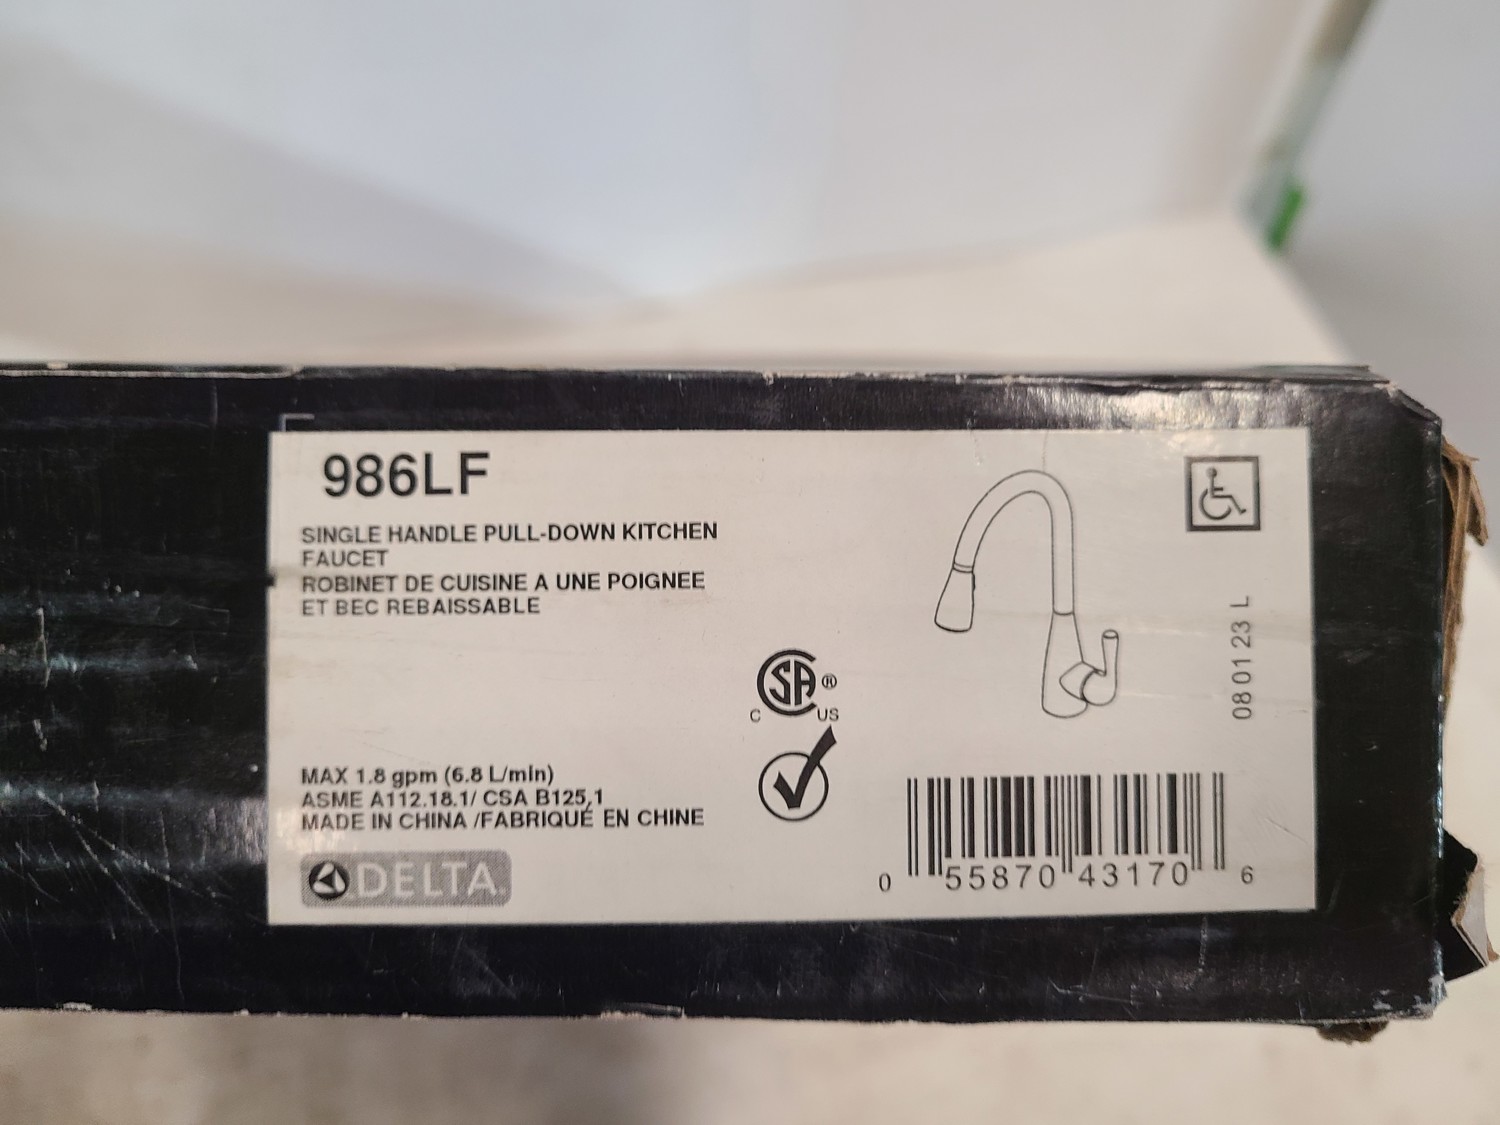 986LF
SINGLE HANDLE PULL-DOWN KITCHEN
FAUCET
ROBINET DE CUISINE A UNE POIGNEE
ET BEC REBAISSABLE
08 01 23 L
CSA ®
C US
MAX 1.8 gpm (6.8 L/min)
ASME A112.18.1/ CSA B125.1
MADE IN CHINA /FABRIQUÉ EN CHINE
DELTA
0 55870 43170 6